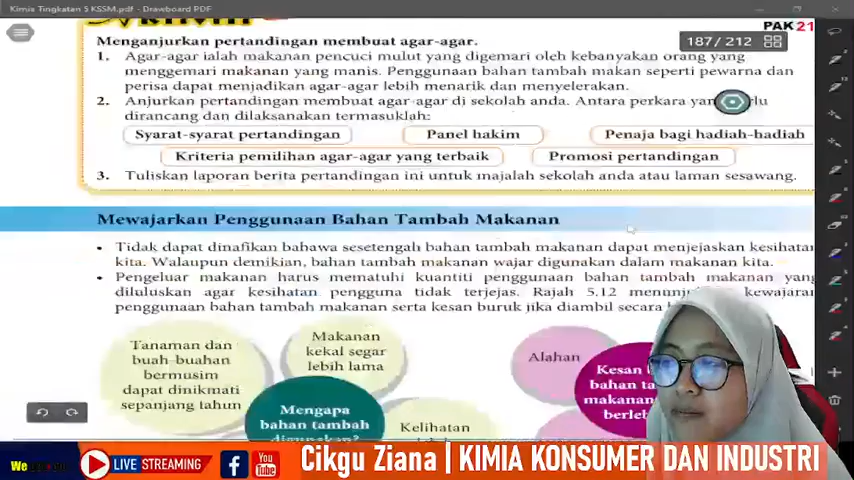 Kimia Tingkatan 5 KSSM.pdf - Drawboard PDF
PAK 21
187/212
Menganjurkan pertandingan membuat agar-agar.
1. Agar-agar ialah makanan pencuci mulut yang digemari oleh kebanyakan orang yang
menggemari makanan yang manis. Penggunaan bahan tambah makan seperti pewarna dan
perisa dapat menjadikan agar-agar lebih menarik dan menyelerakan.
2. Anjurkan pertandingan membuat agar-agar di sekolah anda. Antara perkara yang perlu
dirancang dan dilaksanakan termasuklah:
Syarat-syarat pertandingan
Panel hakim
Penaja bagi hadiah-hadiah
Kriteria pemilihan agar-agar yang terbaik
Promosi pertandingan
3. Tuliskan laporan berita pertandingan ini untuk majalah sekolah anda atau laman sesawang.
Mewajarkan Penggunaan Bahan Tambah Makanan
• Tidak dapat dinafikan bahawa sesetengah bahan tambah makanan dapat menjejaskan kesihatan
kita. Walaupun demikian, bahan tambah makanan wajar digunakan dalam makanan kita.
• Pengeluar makanan harus mematuhi kuantiti penggunaan bahan tambah makanan yang
diluluskan agar kesihatan pengguna tidak terjejas. Rajah 5.12 kewajaran
penggunaan bahan tambah makanan serta kesan buruk jika diambil secara
Tanaman dan
buah-buahan
bermusim
dapat dinikmati
sepanjang tahun
Makanan
kekal segar
lebih lama
Mengapa
bahan tambah
digunakan?
Kelihatan
Alahan
Kesan
bahan
makanan
LIVE STREAMING
You
Tube
Cikgu Ziana | KIMIA KONSUMER DAN INDUSTRI